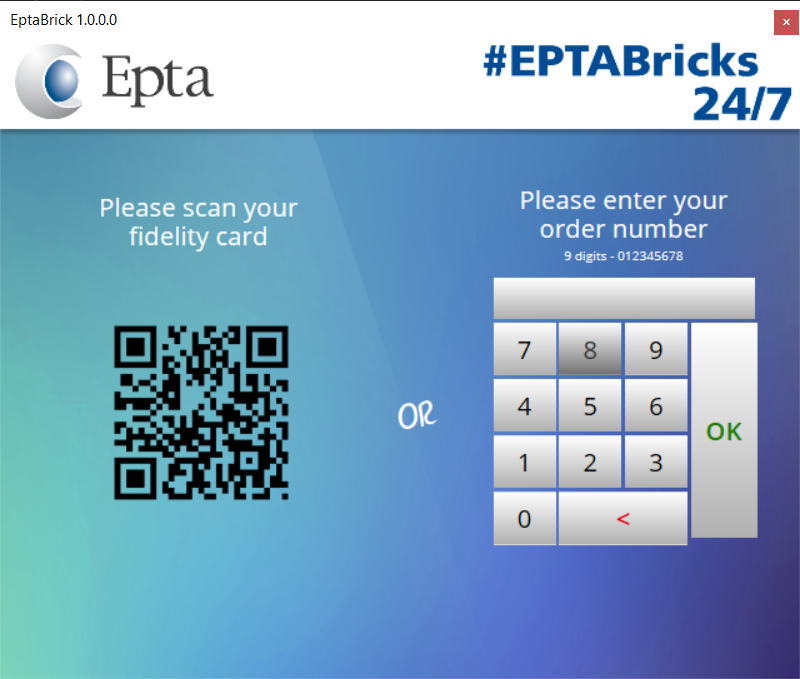 EptaBrick 1.0.0.0
×
Epta
#EPTABricks
24/7
Please scan your
fidelity card
OR
Please enter your
order number
9 digits - 012345678
7 8 9
4 5 6
OK
1 2 3
0 <